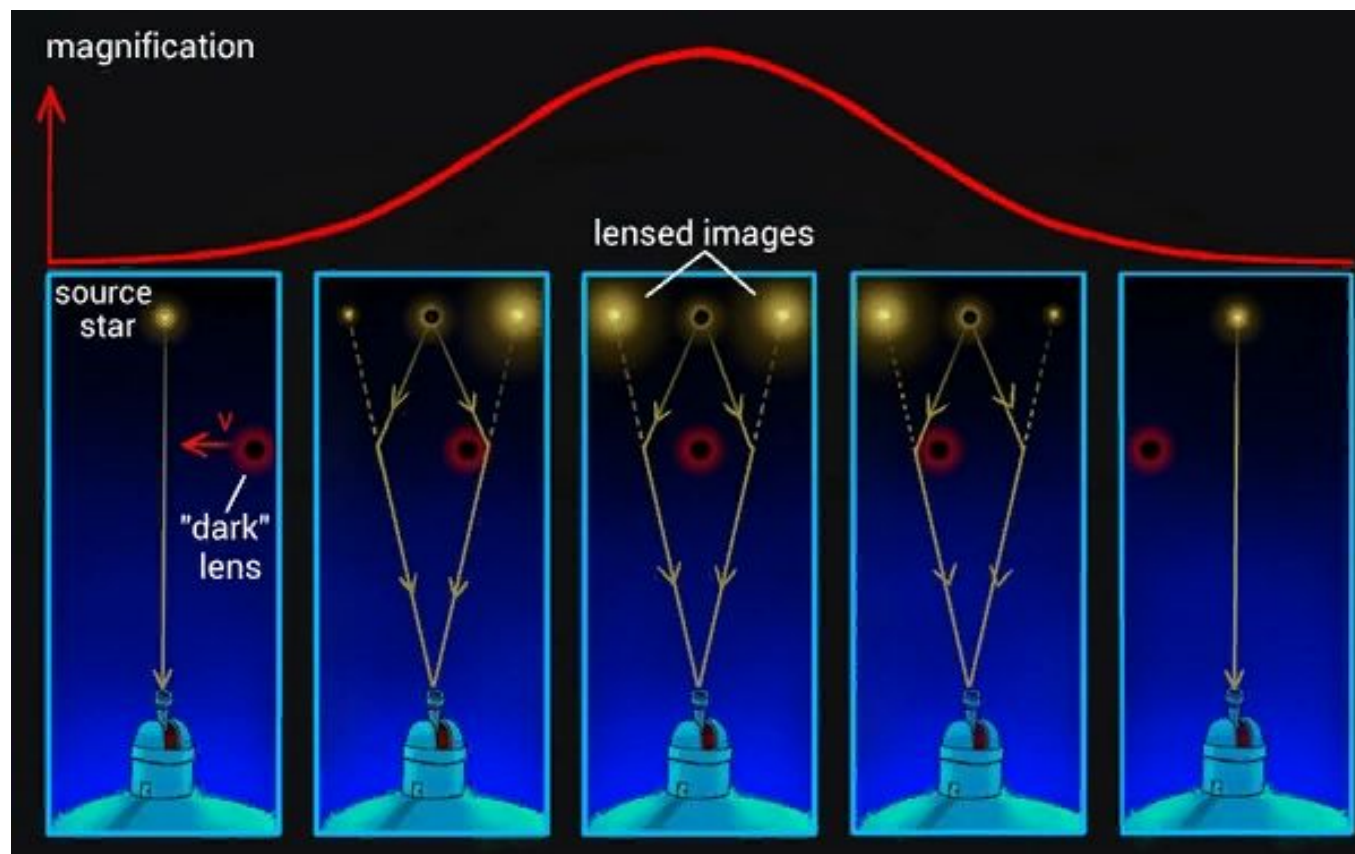 magnification
lensed images
source
star
v
"dark"
lens